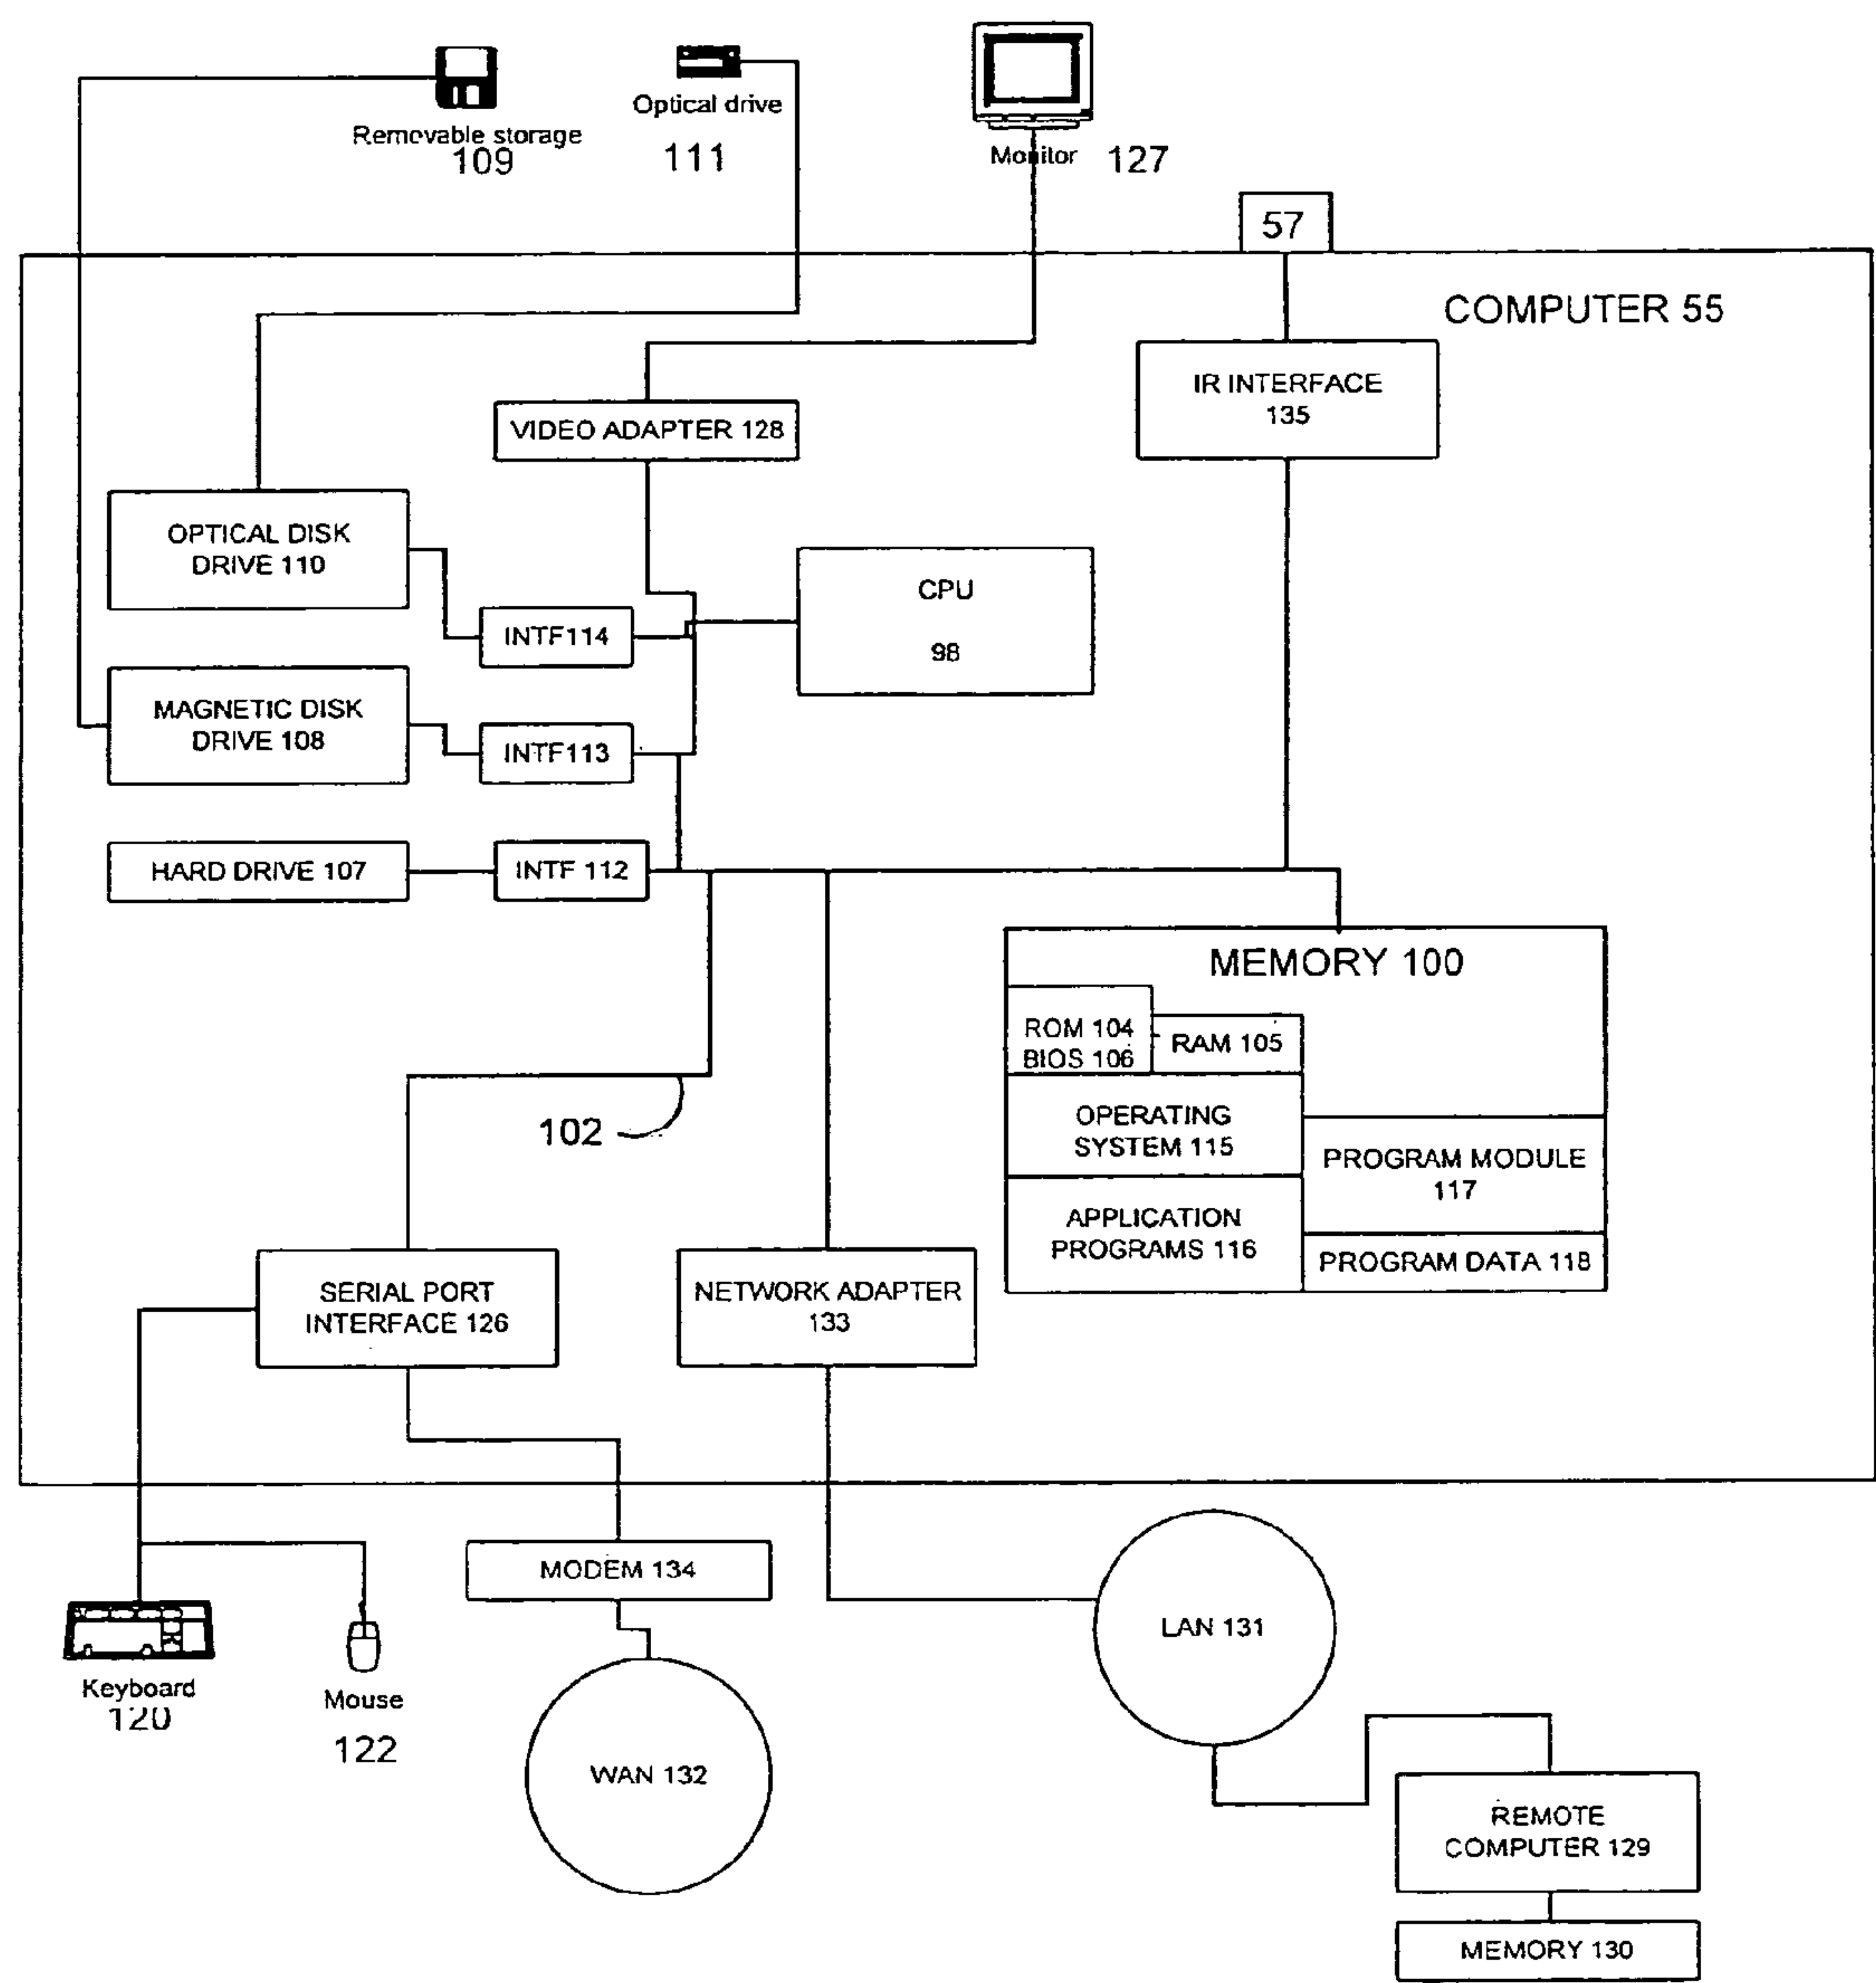 Removable storage
109
Optical drive
111
Monitor 127
57
COMPUTER 55
IR INTERFACE
135
VIDEO ADAPTER 128
OPTICAL DISK
DRIVE 110
CPU
98
INTF114
MAGNETIC DISK
DRIVE 108
INTF113
HARD DRIVE 107
INTF 112
MEMORY 100
ROM 104
BIOS 106
RAM 105
OPERATING
SYSTEM 115
PROGRAM MODULE
117
APPLICATION
PROGRAMS 116
PROGRAM DATA 118
102
SERIAL PORT
INTERFACE 126
NETWORK ADAPTER
133
MODEM 134
LAN 131
Keyboard
120
Mouse
122
WAN 132
REMOTE
COMPUTER 129
MEMORY 130